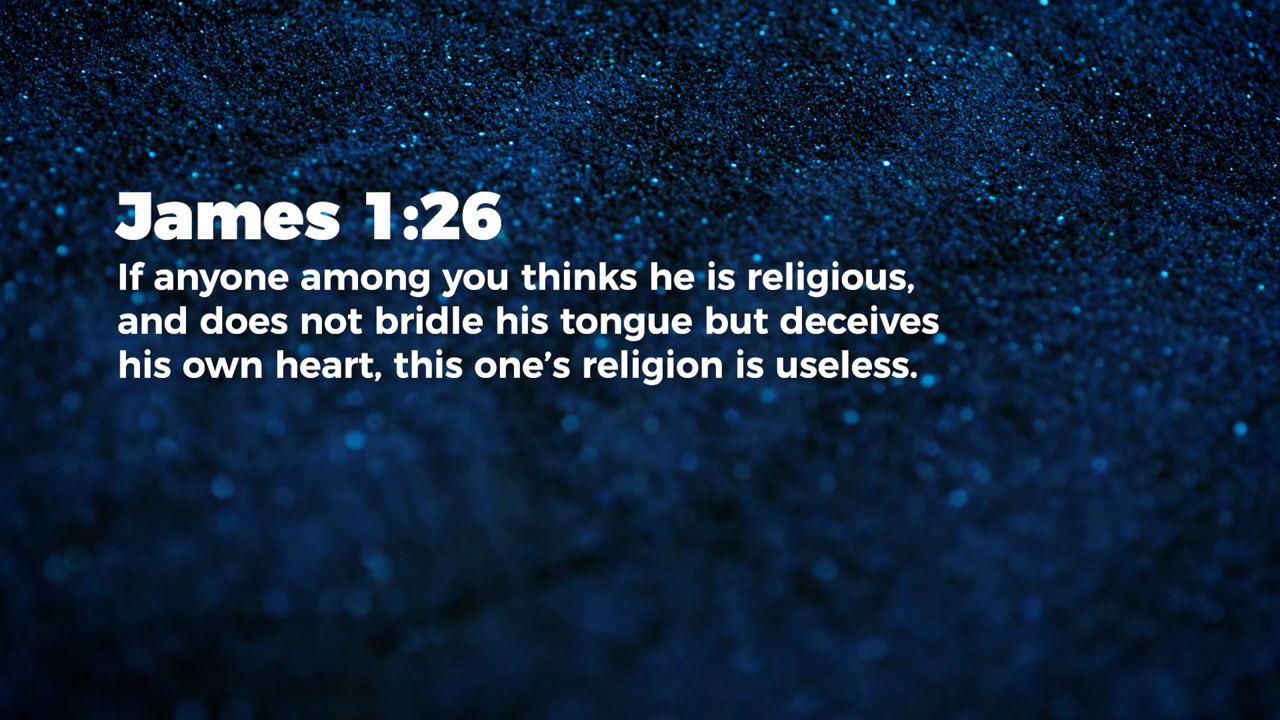 James 1:26
If anyone among you thinks he is religious,
and does not bridle his tongue but deceives
his own heart, this one’s religion is useless.